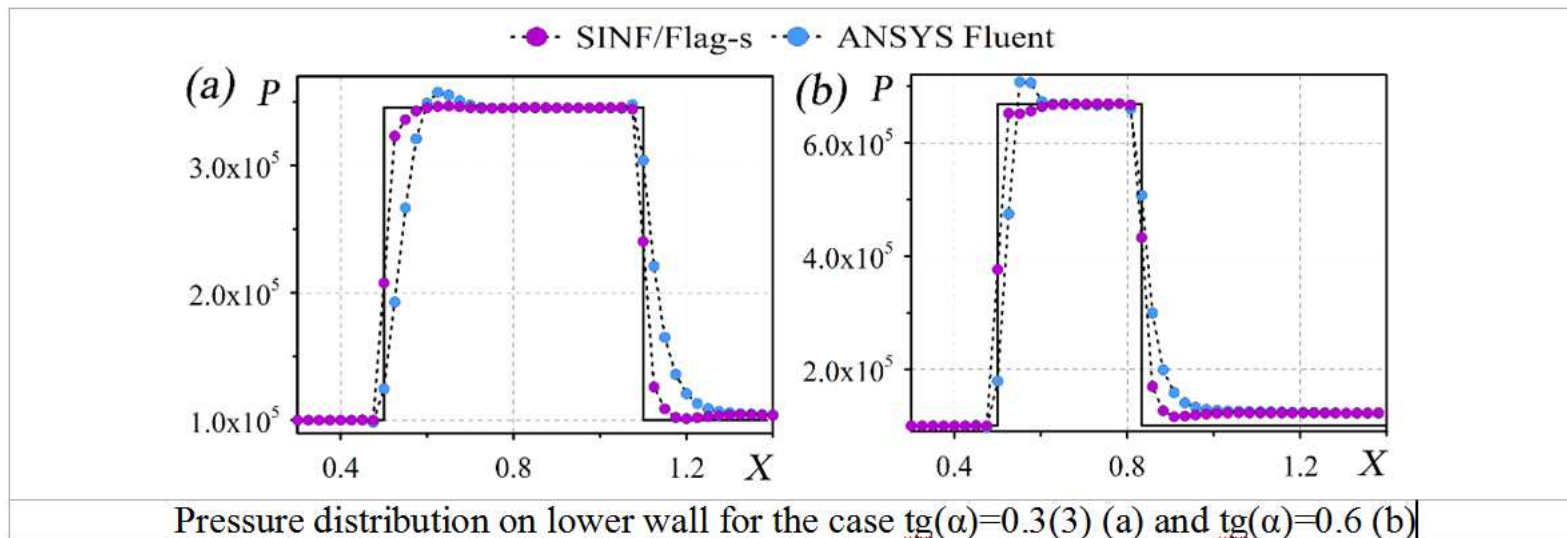 SINF/Flag-s ANSYS Fluent
(a) P
3.0x10⁵
2.0x10⁵
1.0x10⁵
0.4 0.8 1.2 X
(b) P
6.0x10⁵
4.0x10⁵
2.0x10⁵
0.4 0.8 1.2 X
Pressure distribution on lower wall for the case tg(α)=0.3(3) (a) and tg(α)=0.6 (b)